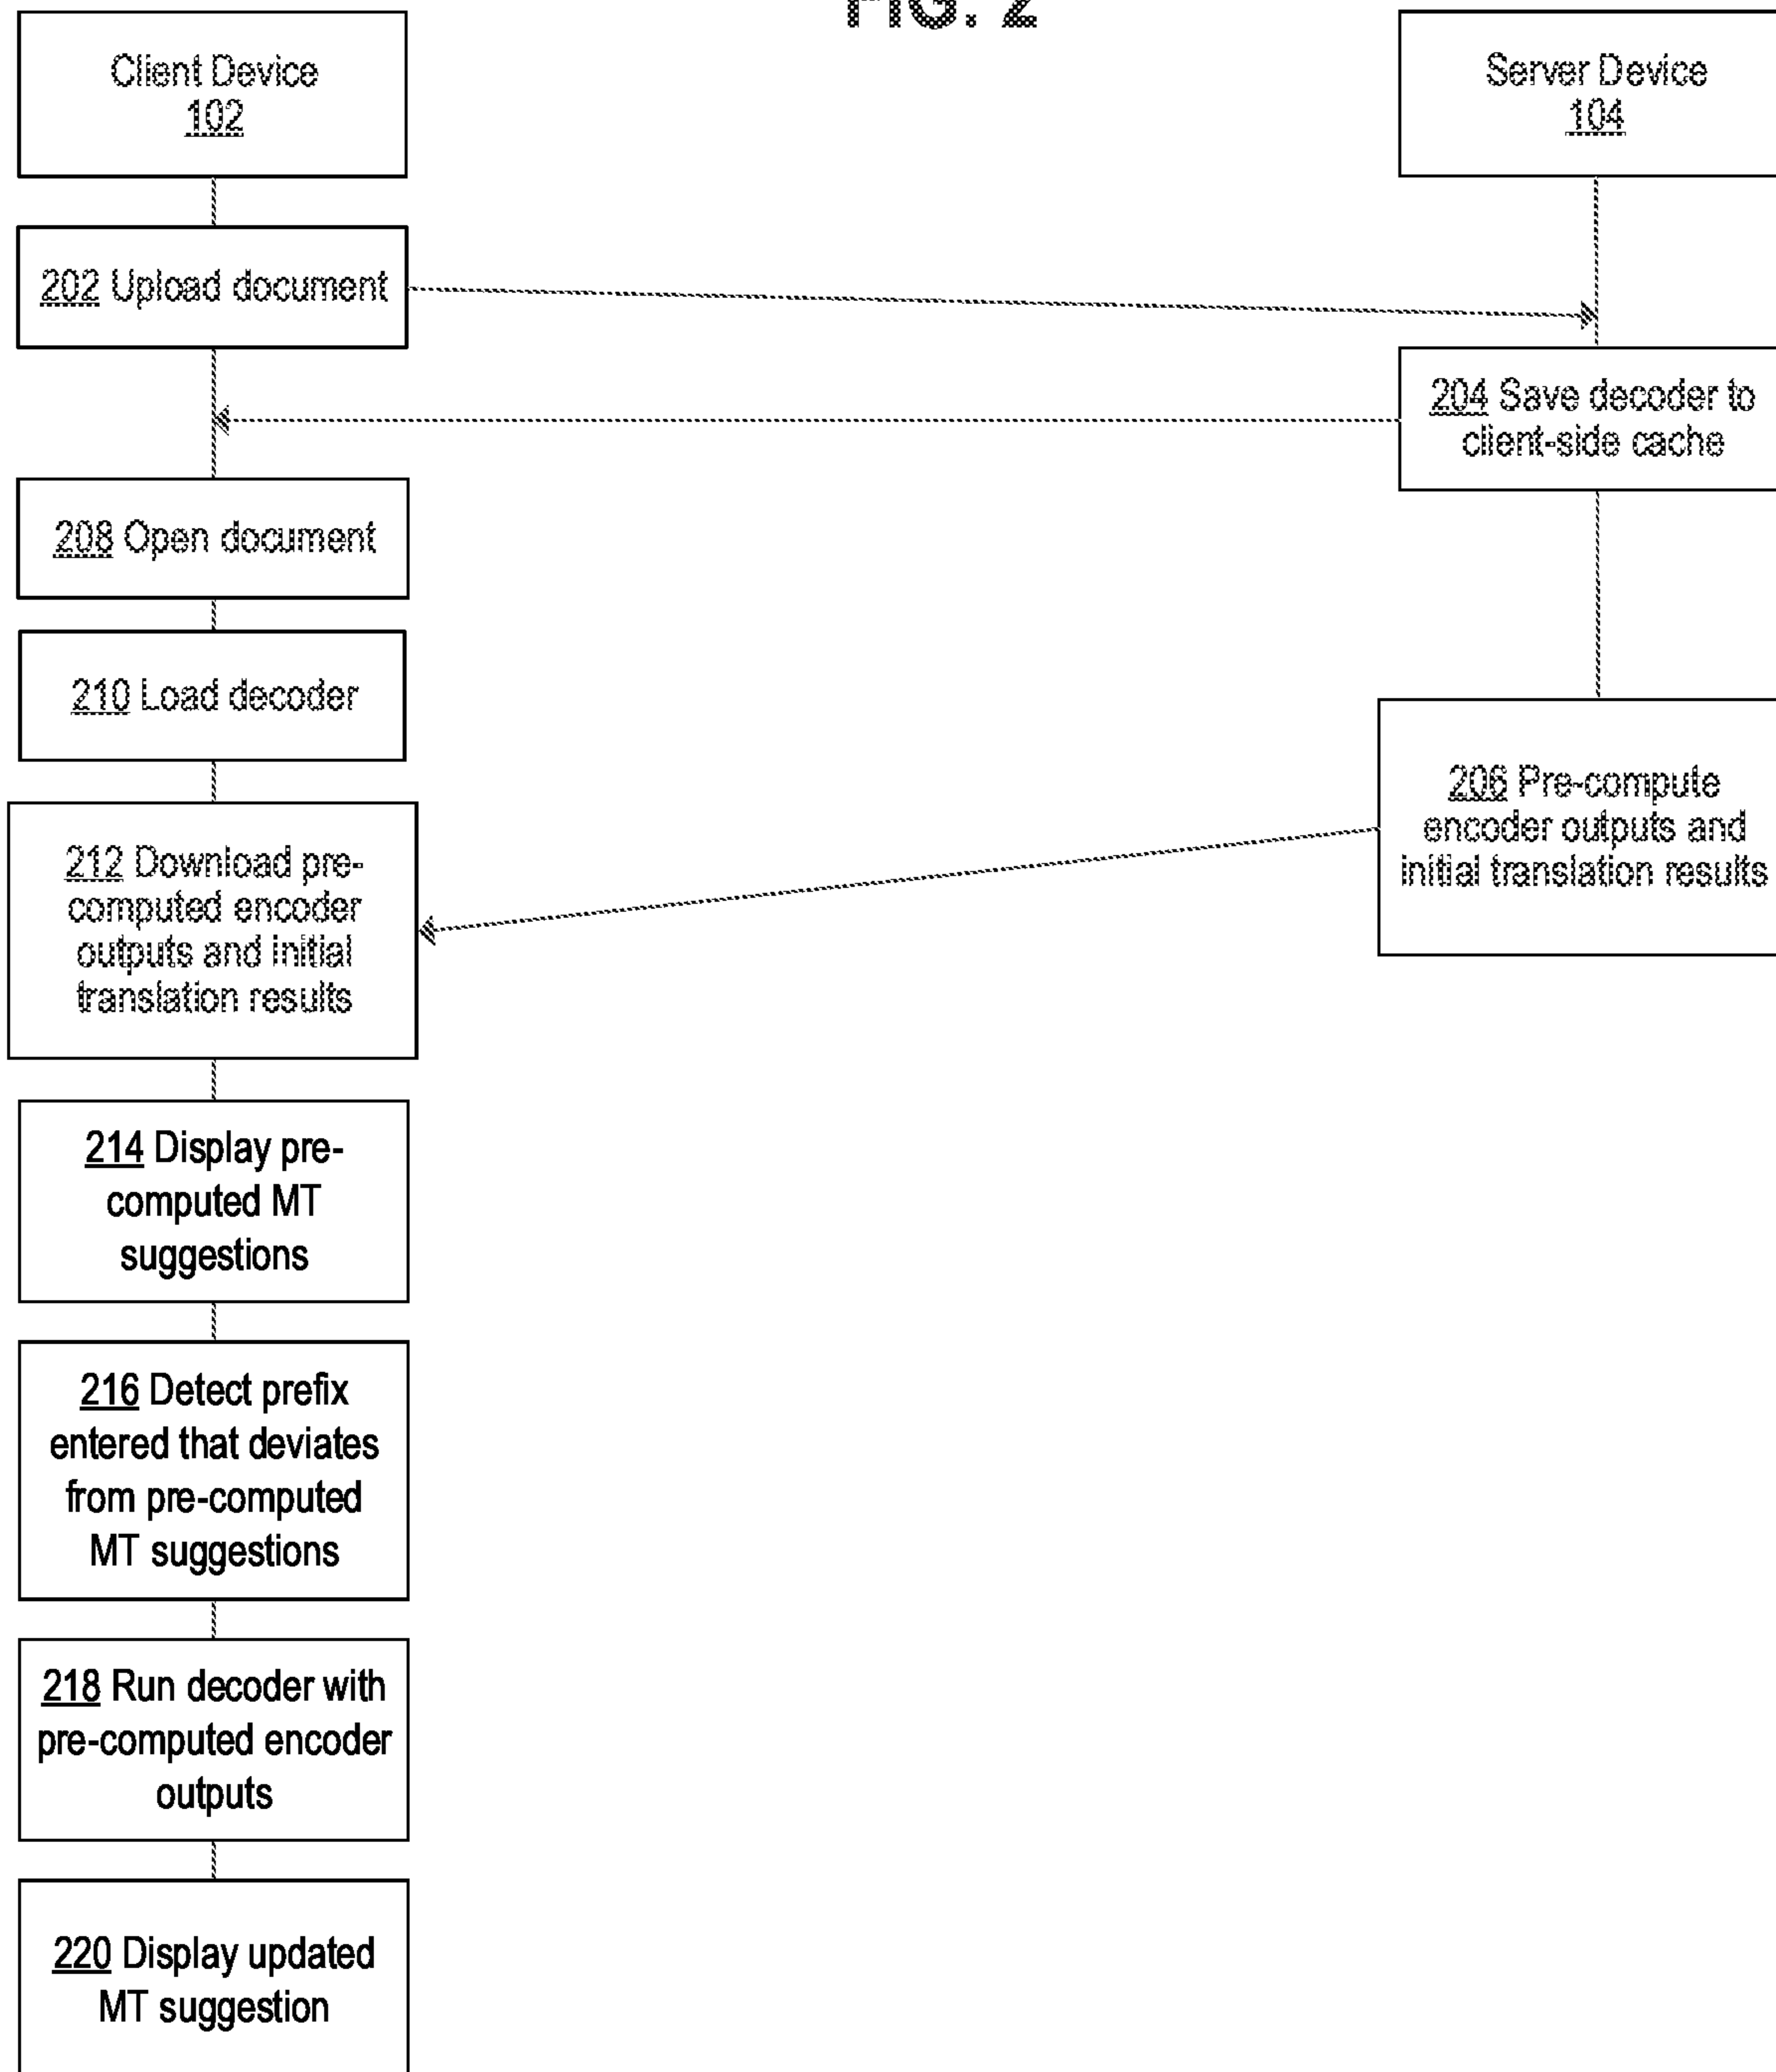 FIG. 2
Client Device
102
Server Device
104
202 Upload document
204 Save decoder to
client-side cache
208 Open document
210 Load decoder
206 Pre-compute
encoder outputs and
initial translation results
212 Download pre-
computed encoder
outputs and initial
translation results
214 Display pre-
computed MT
suggestions
216 Detect prefix
entered that deviates
from pre-computed
MT suggestions
218 Run decoder with
pre-computed encoder
outputs
220 Display updated
MT suggestion